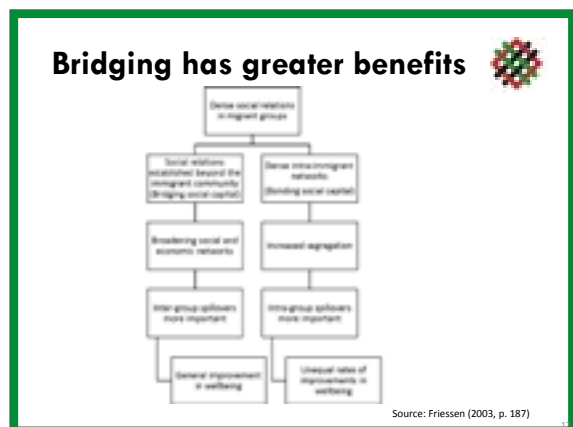 Bridging has greater benefits
Dense social relations
in migrant groups
Social relations
established beyond the
immigrant community
(Bridging social capital)
Dense intra-immigrant
networks
(Bonding social capital)
Broadening social and
economic networks
Increased segregation
Inter-group spillovers
more important
Intra-group spillovers
more important
General improvement
in wellbeing
Unequal rates of
improvements in
wellbeing
Source: Friessen (2003, p. 187)